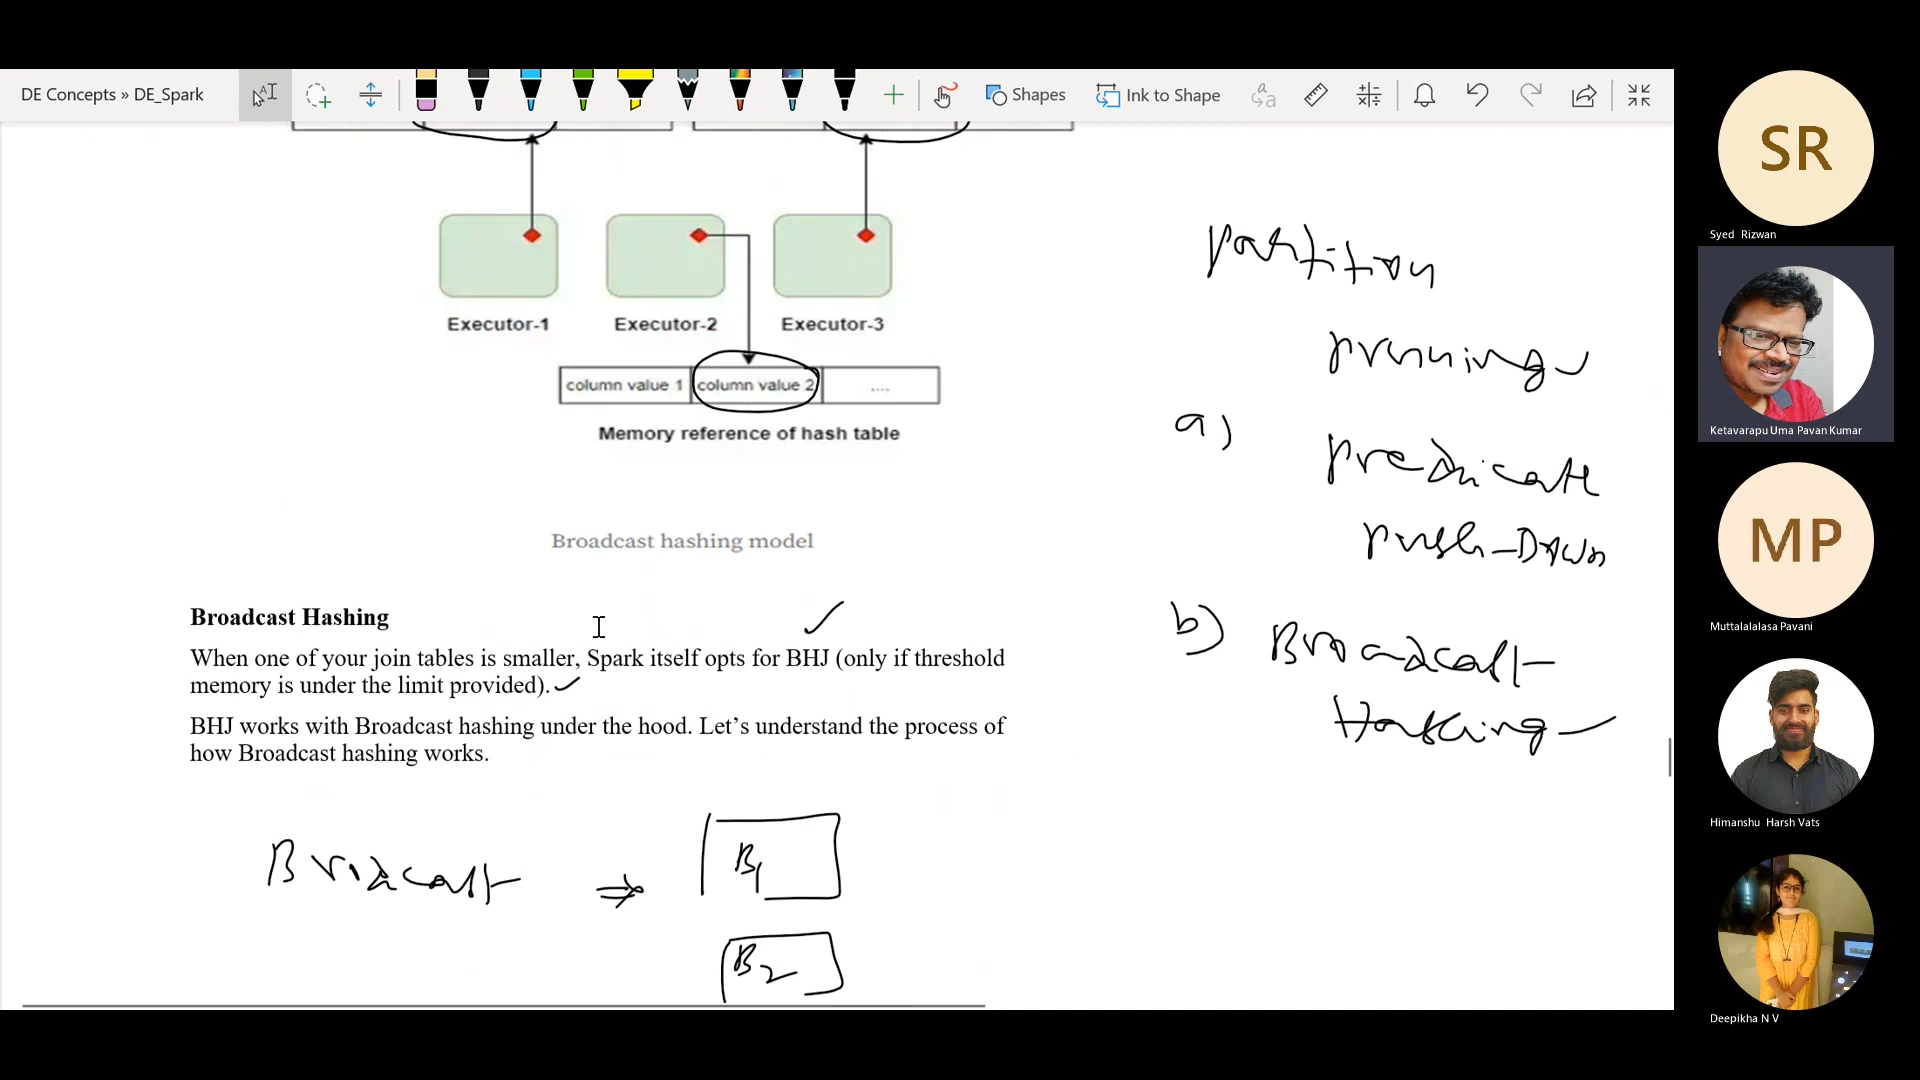 DE Concepts » DE_Spark
Shapes
Ink to Shape
Executor-1
Executor-2
Executor-3
column value 1
column value 2
....
Memory reference of hash table
Broadcast hashing model
Broadcast Hashing
When one of your join tables is smaller, Spark itself opts for BHJ (only if threshold
memory is under the limit provided).
BHJ works with Broadcast hashing under the hood. Let’s understand the process of
how Broadcast hashing works.
Broadcast ⇒
B1
B2
partition
prunning
a) predicate
push-Down
b) Broadcast
Hashing
SR
Syed Rizwan
Ketavarapu Uma Pavan Kumar
MP
Muttalalalasa Pavani
Himanshu Harsh Vats
Deepikha N V